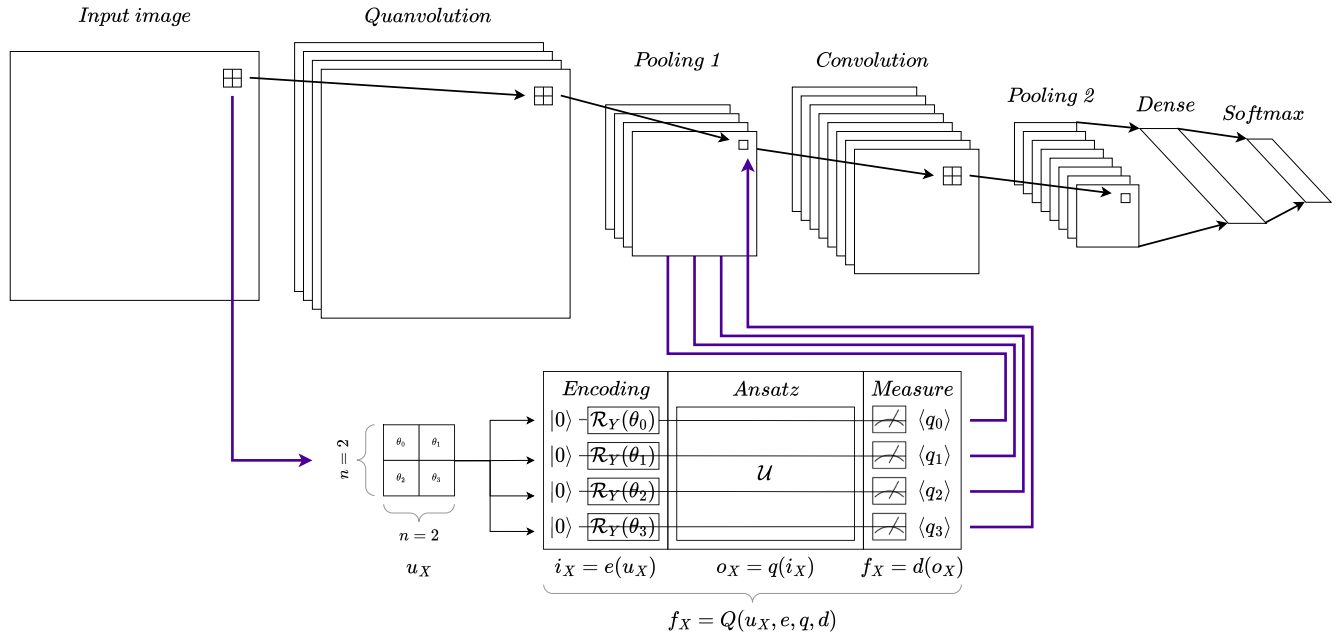 Input image
Quanvolution
Pooling 1
Convolution
Pooling 2
Dense
Softmax
Encoding
Ansatz
Measure
|0⟩ R_Y(θ_0) ⟨q_0⟩
|0⟩ R_Y(θ_1) ⟨q_1⟩
|0⟩ R_Y(θ_2) ⟨q_2⟩
|0⟩ R_Y(θ_3) ⟨q_3⟩
U
n = 2
θ_0 θ_1
θ_2 θ_3
n = 2
u_X
i_X = e(u_X)
o_X = q(i_X)
f_X = d(o_X)
f_X = Q(u_X, e, q, d)